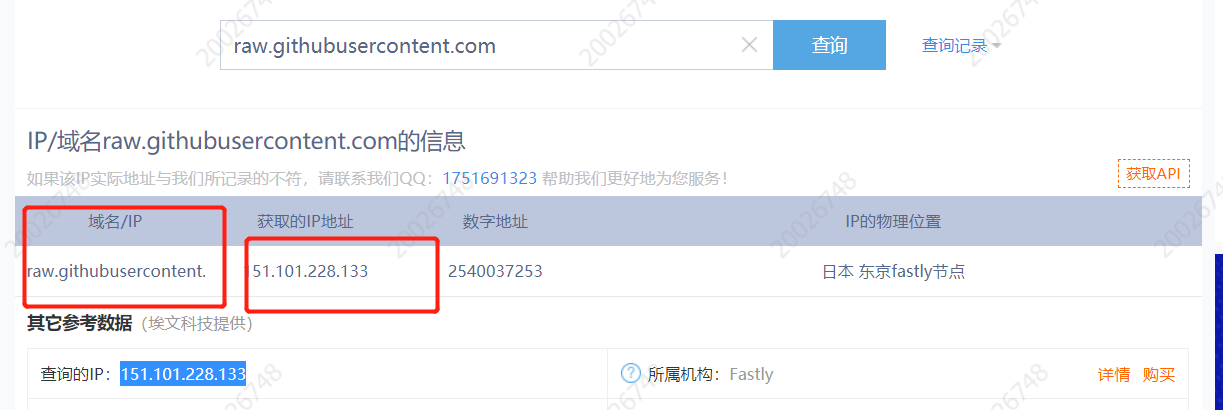 raw.githubusercontent.com 查询 查询记录
IP/域名raw.githubusercontent.com的信息
如果该IP实际地址与我们所记录的不符，请联系我们QQ：1751691323 帮助我们更好地为您服务！ 获取API
域名/IP 获取的IP地址 数字地址 IP的物理位置
raw.githubusercontent. 151.101.228.133 2540037253 日本 东京fastly节点
其它参考数据（埃文科技提供）
查询的IP：151.101.228.133 ? 所属机构：Fastly 详情 购买
20026748
20026748
20026748
20026748